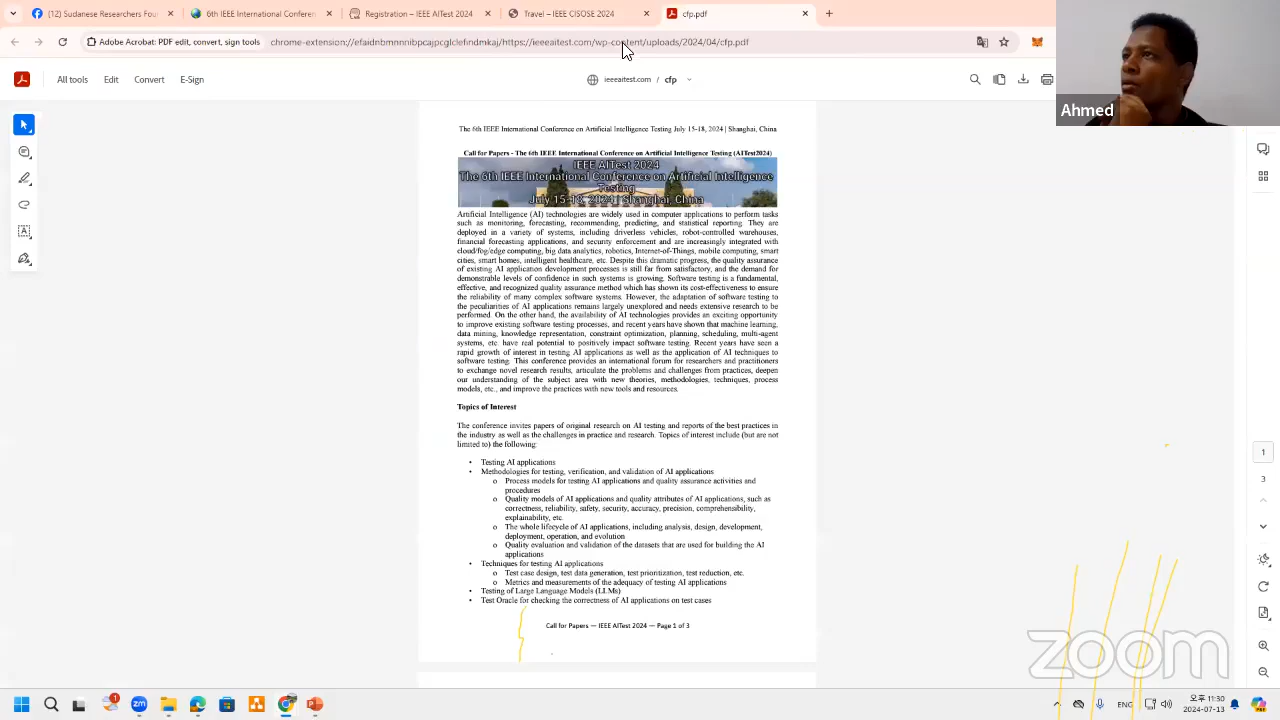 (12) Sudanese Resea
Report-to-PDF_pape
Registration – IEEE AITest 2024
IEEE CISOSE 2024
Travel – IEEE AITest 2024
cfp.pdf
Adobe Acrobat: PDF edit, convert, sign tools
chrome-extension://efaidnbmnnnibpcajpcglclefindmkaj/https://ieeeaitest.com/wp-content/uploads/2024/04/cfp.pdf
All tools Edit Convert E-Sign
ieeeaitest.com / cfp
Ahmed
The 6th IEEE International Conference on Artificial Intelligence Testing July 15-18, 2024 | Shanghai, China
Call for Papers - The 6th IEEE International Conference on Artificial Intelligence Testing (AITest2024)
IEEE AITest 2024
The 6th IEEE International Conference on Artificial Intelligence
Testing
July 15-18, 2024 | Shanghai, China
Artificial Intelligence (AI) technologies are widely used in computer applications to perform tasks
such as monitoring, forecasting, recommending, predicting, and statistical reporting. They are
deployed in a variety of systems, including driverless vehicles, robot-controlled warehouses,
financial forecasting applications, and security enforcement and are increasingly integrated with
cloud/fog/edge computing, big data analytics, robotics, Internet-of-Things, mobile computing, smart
cities, smart homes, intelligent healthcare, etc. Despite this dramatic progress, the quality assurance
of existing AI application development processes is still far from satisfactory, and the demand for
demonstrable levels of confidence in such systems is growing. Software testing is a fundamental,
effective, and recognized quality assurance method which has shown its cost-effectiveness to ensure
the reliability of many complex software systems. However, the adaptation of software testing to
the peculiarities of AI applications remains largely unexplored and needs extensive research to be
performed. On the other hand, the availability of AI technologies provides an exciting opportunity
to improve existing software testing processes, and recent years have shown that machine learning,
data mining, knowledge representation, constraint optimization, planning, scheduling, multi-agent
systems, etc. have real potential to positively impact software testing. Recent years have seen a
rapid growth of interest in testing AI applications as well as the application of AI techniques to
software testing. This conference provides an international forum for researchers and practitioners
to exchange novel research results, articulate the problems and challenges from practices, deepen
our understanding of the subject area with new theories, methodologies, techniques, process
models, etc., and improve the practices with new tools and resources.
Topics of Interest
The conference invites papers of original research on AI testing and reports of the best practices in
the industry as well as the challenges in practice and research. Topics of interest include (but are not
limited to) the following:
• Testing AI applications
• Methodologies for testing, verification, and validation of AI applications
o Process models for testing AI applications and quality assurance activities and
procedures
o Quality models of AI applications and quality attributes of AI applications, such as
correctness, reliability, safety, security, accuracy, precision, comprehensibility,
explainability, etc.
o The whole lifecycle of AI applications, including analysis, design, development,
deployment, operation, and evolution
o Quality evaluation and validation of the datasets that are used for building the AI
applications
• Techniques for testing AI applications
o Test case design, test data generation, test prioritization, test reduction, etc.
o Metrics and measurements of the adequacy of testing AI applications
• Testing of Large Language Models (LLMs)
• Test Oracle for checking the correctness of AI applications on test cases
Call for Papers — IEEE AITest 2024 — Page 1 of 3
1
3
zoom
ENG
오후 11:30
2024-07-13